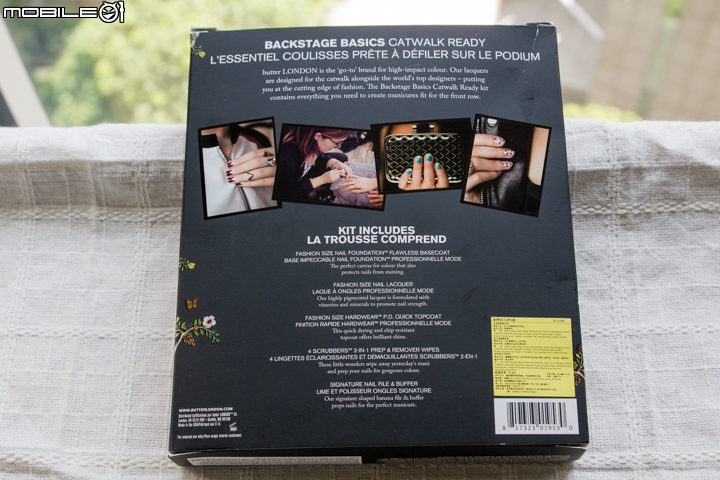 MOBILE01
BACKSTAGE BASICS CATWALK READY
L'ESSENTIEL COULISSES PRÊTE À DÉFILER SUR LE PODIUM
butter LONDON is the 'go-to' brand for high-impact colour. Our lacquers
are designed for the catwalk alongside the world's top designers – putting
you at the cutting edge of fashion. The Backstage Basics Catwalk Ready kit
contains everything you need to create manicures fit for the front row.
KIT INCLUDES
LA TROUSSE COMPREND
FASHION SIZE NAIL FOUNDATION™ FLAWLESS BASECOAT
BASE IMPECCABLE NAIL FOUNDATION™ PROFESSIONNELLE MODE
The perfect canvas for colour that also
protects nails from staining.
FASHION SIZE NAIL LACQUER
LAQUE À ONGLES PROFESSIONNELLE MODE
Our highly pigmented lacquer is formulated with
vitamins and minerals to promote nail strength.
FASHION SIZE HARDWEAR™ P.D. QUICK TOPCOAT
FINITION RAPIDE HARDWEAR™ PROFESSIONNELLE MODE
This quick drying and chip resistant
topcoat offers brilliant shine.
4 SCRUBBERS™ 2-IN-1 PREP & REMOVER WIPES
4 LINGETTES ÉCLAIRCISSANTES ET DÉMAQUILLANTES SCRUBBERS™ 2-EN-1
These little wonders wipe away yesterday's mani
and prep your nails for gorgeous colour.
SIGNATURE NAIL FILE & BUFFER
LIME ET POLISSOIR ONGLES SIGNATURE
Our signature shaped banana file & buffer
preps nails for the perfect manicure.
WWW.BUTTERLONDON.COM
8 17323 01953 0